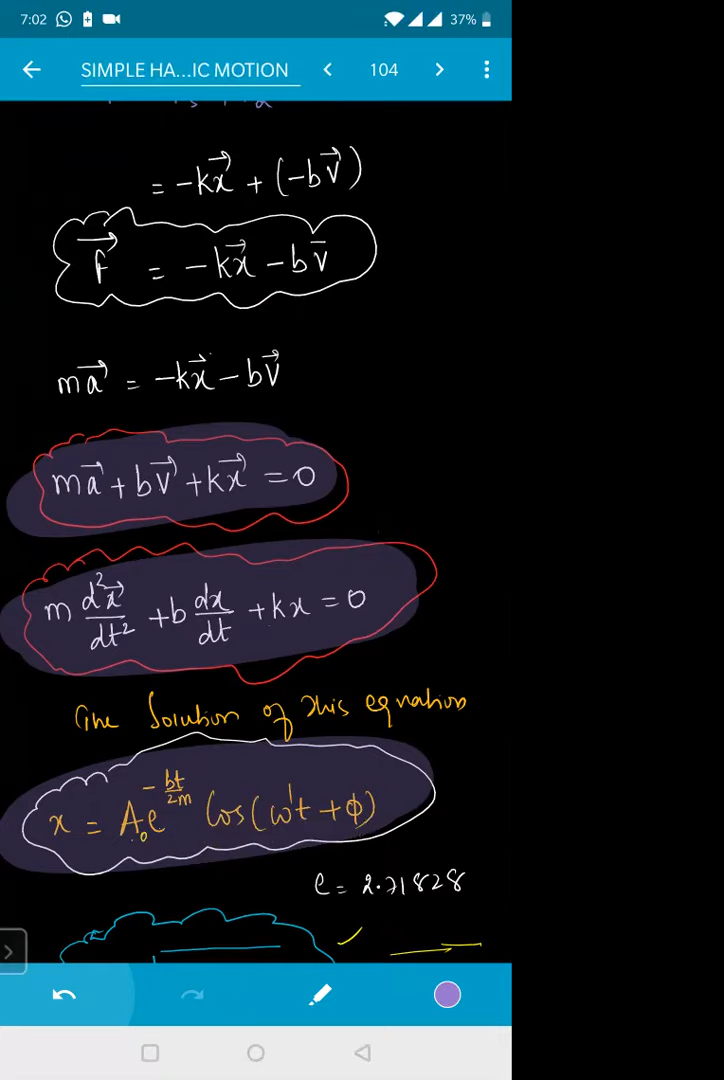 7:02 37%
SIMPLE HA...IC MOTION 104
= -kx⃗ + (-bv⃗)
F⃗ = -kx⃗ - bv̄
ma⃗ = -kx⃗ - bv⃗
ma⃗ + bv⃗ + kx⃗ = 0
m d²x⃗/dt² + b dx/dt + kx = 0
The Solution of this equation
x = A₀e^(-bt/2m) Cos(ω't + ϕ)
e = 2.71828